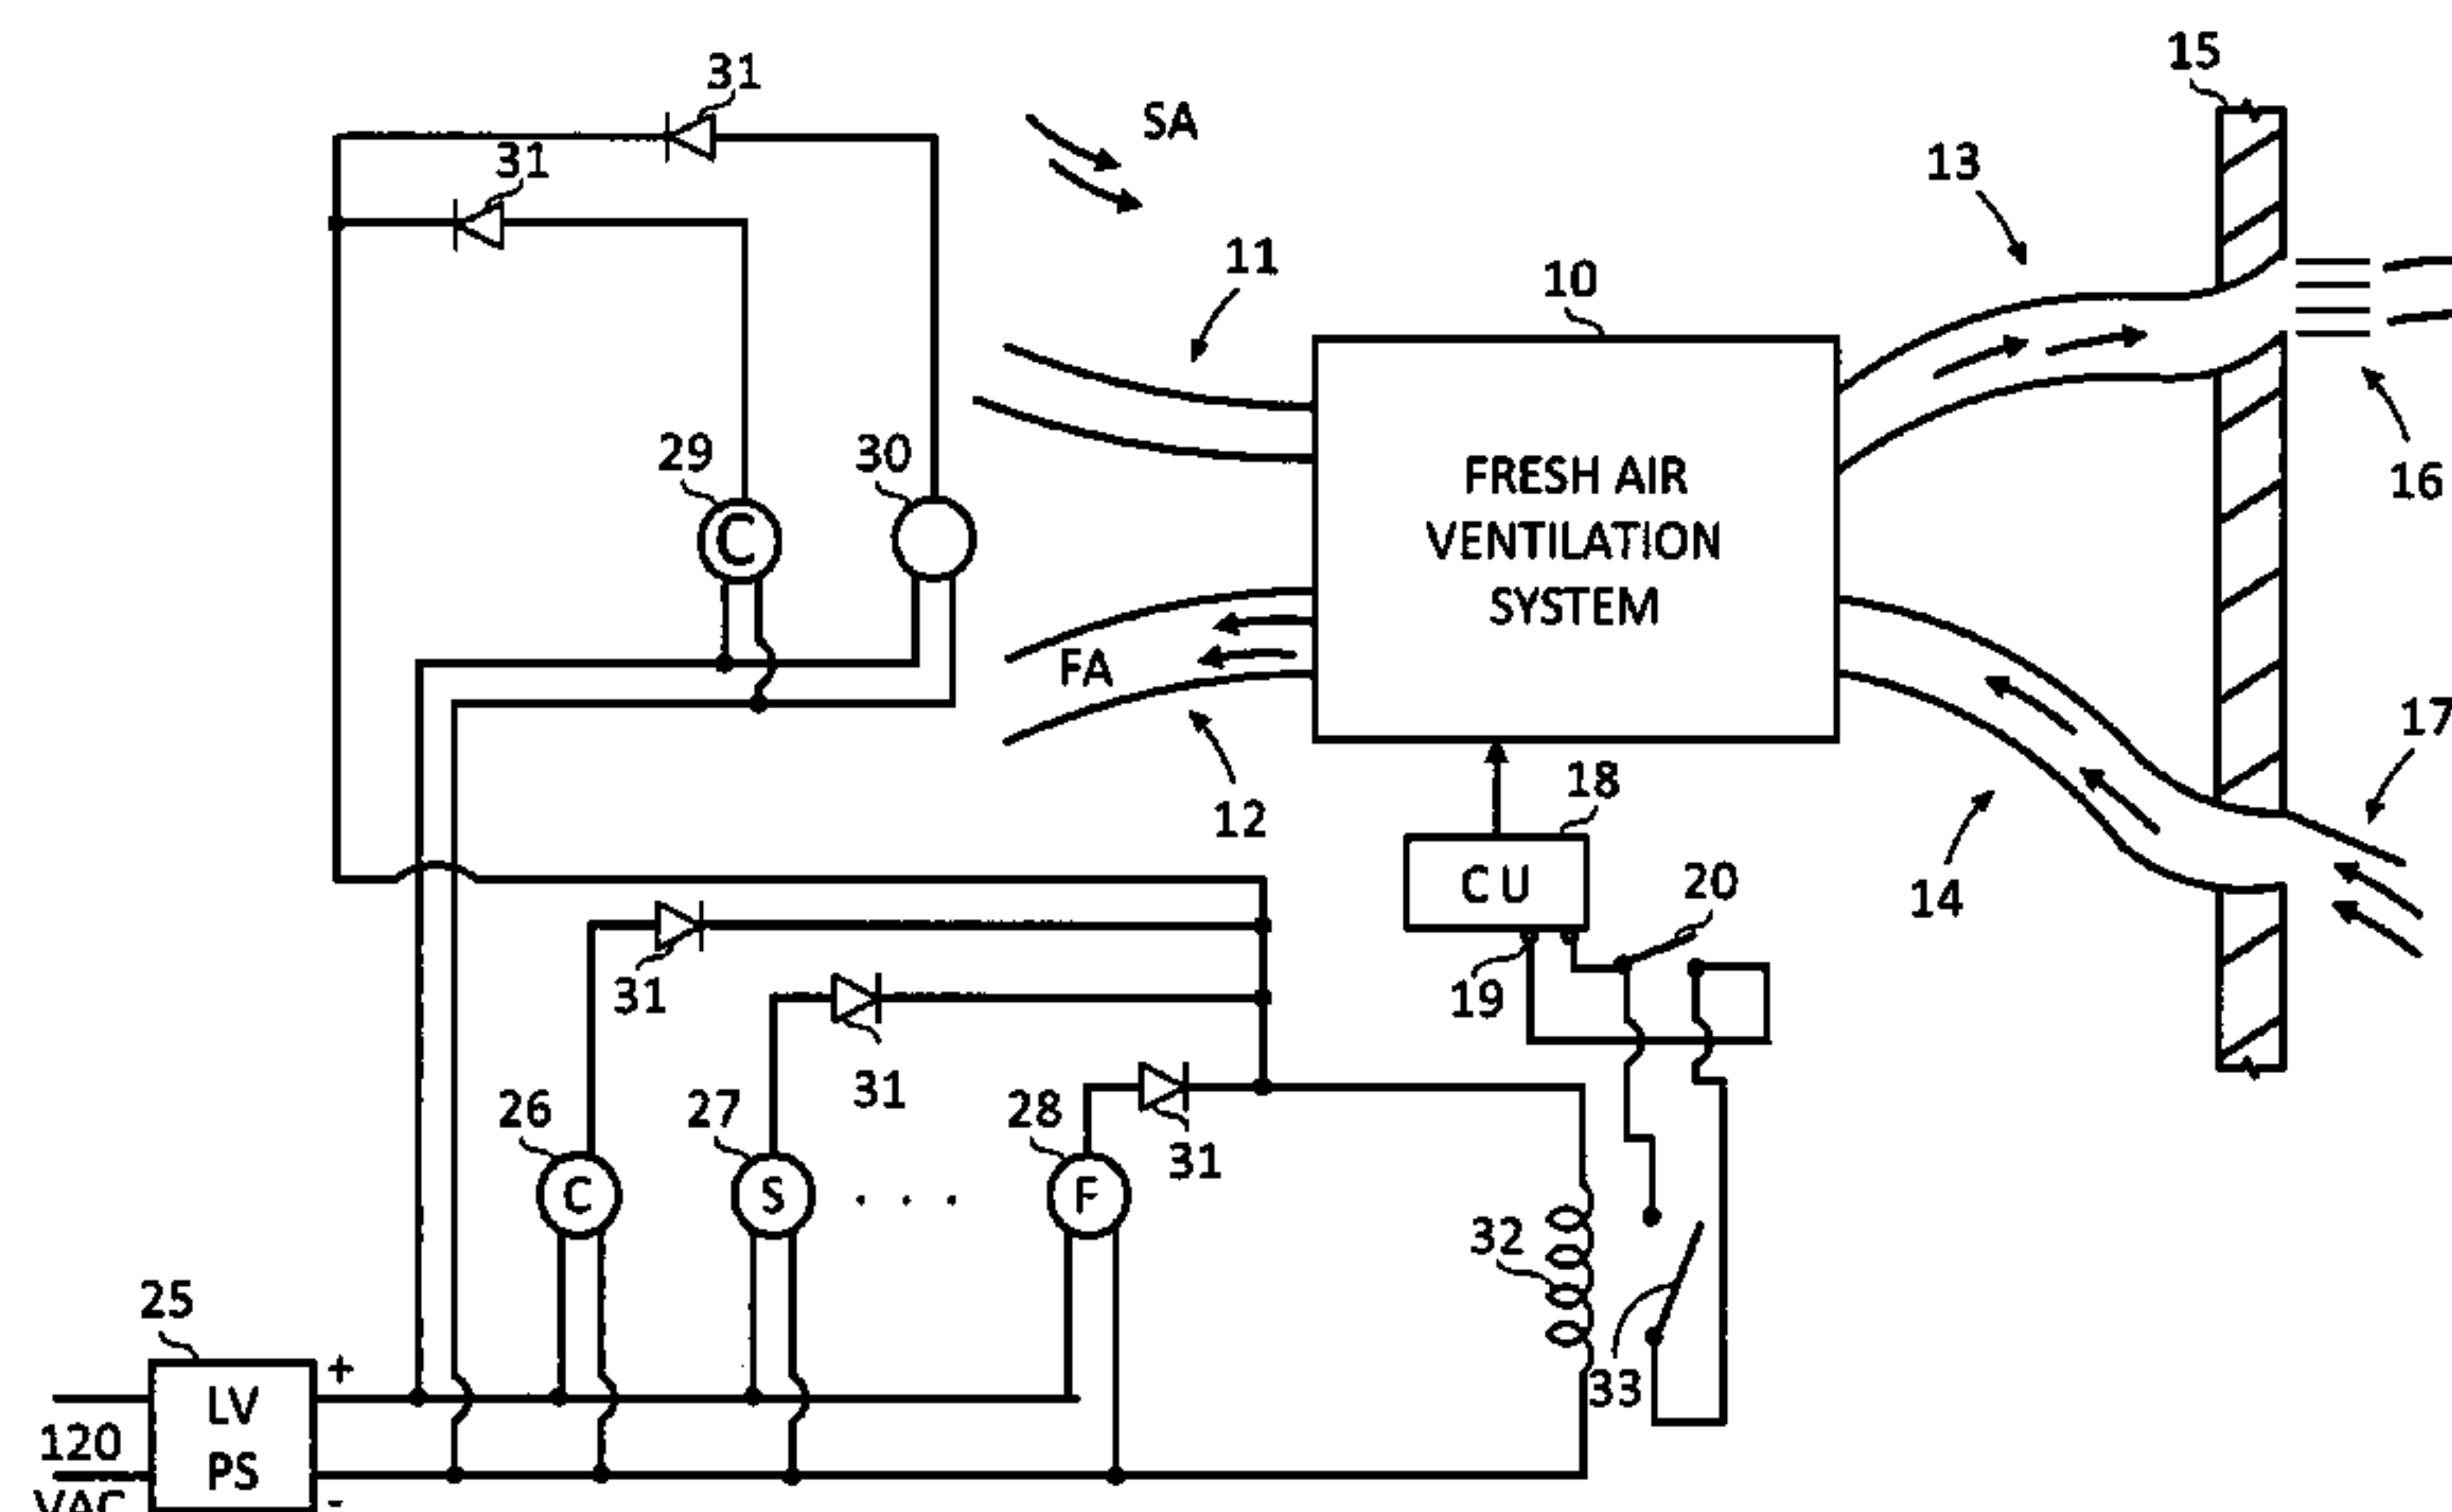 15
31
SA
31
13
11
10
29
30
16
C
FRESH AIR
VENTILATION
SYSTEM
FA
17
18
12
CU
20
14
31
19
31
26
27
28
31
C
S
. . .
F
32
25
+
33
LV
PS
120
VAC
-